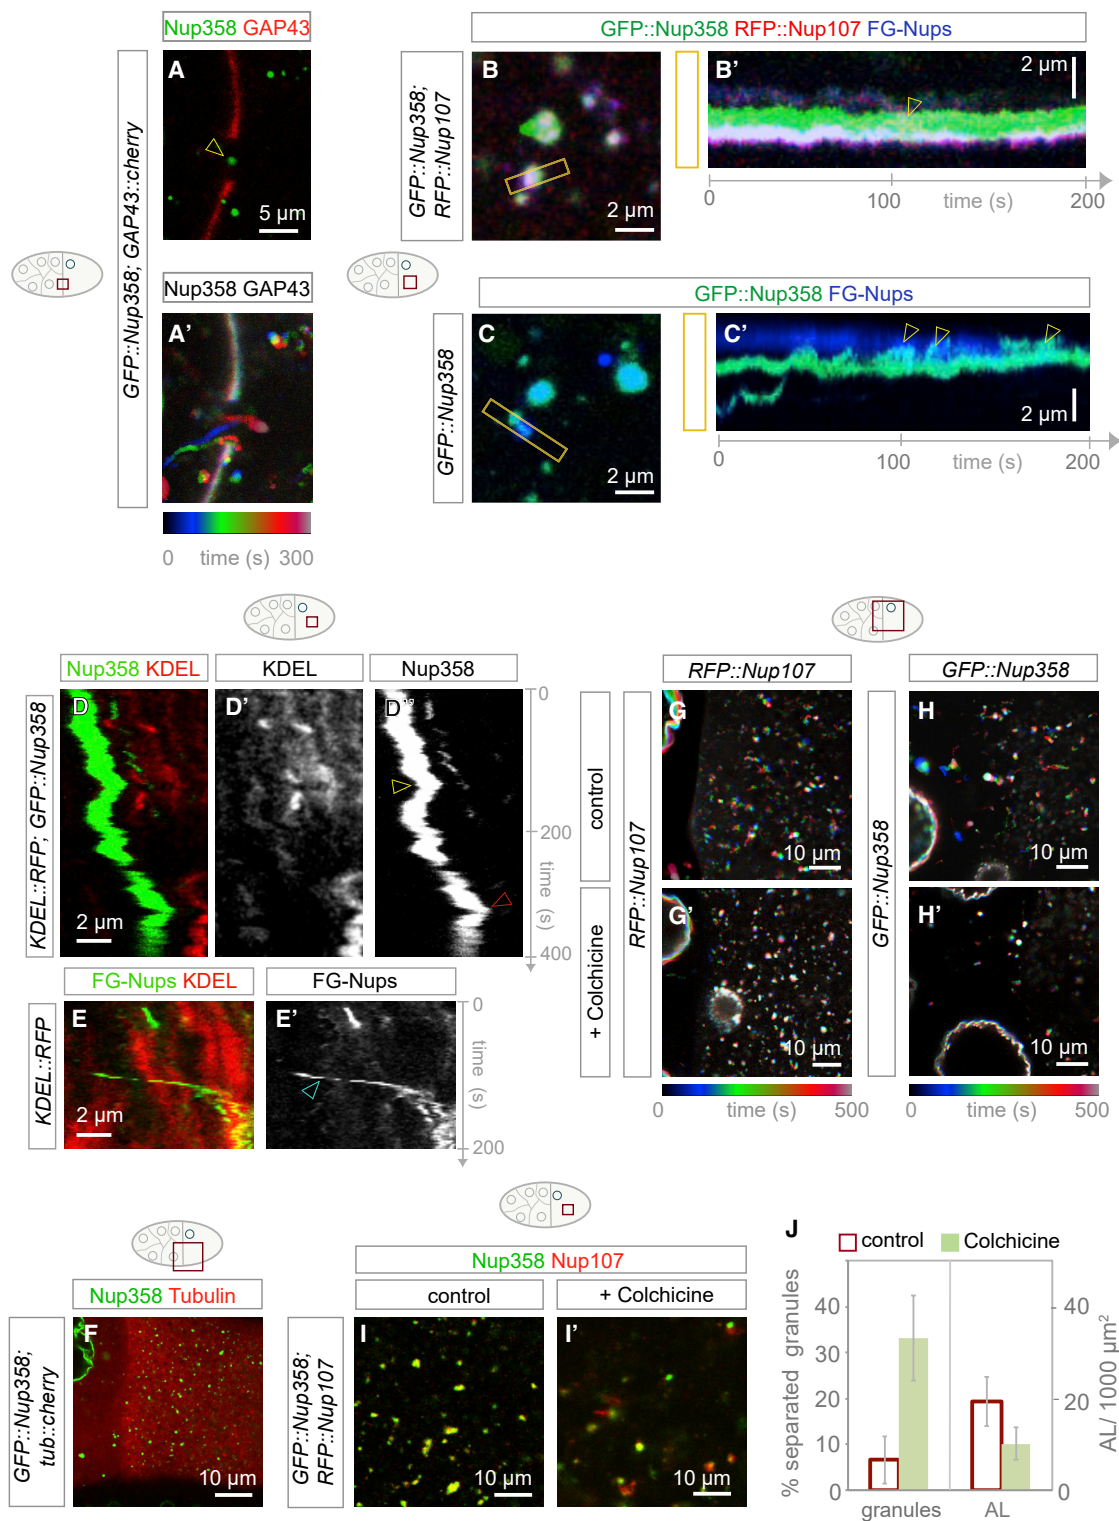 Nup358 GAP43
GFP::Nup358; GAP43::cherry
A
5 µm
Nup358 GAP43
A’
0 time (s) 300
GFP::Nup358 RFP::Nup107 FG-Nups
GFP::Nup358;
RFP::Nup107
B
2 µm
B’
2 µm
0 100 time (s) 200
GFP::Nup358 FG-Nups
GFP::Nup358
C
2 µm
C’
2 µm
0 100 time (s) 200
Nup358 KDEL
KDEL
Nup358
KDEL::RFP; GFP::Nup358
D
2 µm
D’
D’’
0
200
time (s)
400
FG-Nups KDEL
FG-Nups
KDEL::RFP
E
2 µm
E’
0
time (s)
200
RFP::Nup107
GFP::Nup358
control
+ Colchicine
RFP::Nup107
GFP::Nup358
G
10 µm
H
10 µm
G’
10 µm
H’
10 µm
0 time (s) 500
0 time (s) 500
Nup358 Tubulin
GFP::Nup358;
tub::cherry
F
10 µm
Nup358 Nup107
control
+ Colchicine
GFP::Nup358;
RFP::Nup107
I
10 µm
I’
10 µm
J
control Colchicine
% separated granules
40
30
20
10
0
40
20
0
AL/ 1000 µm²
granules AL